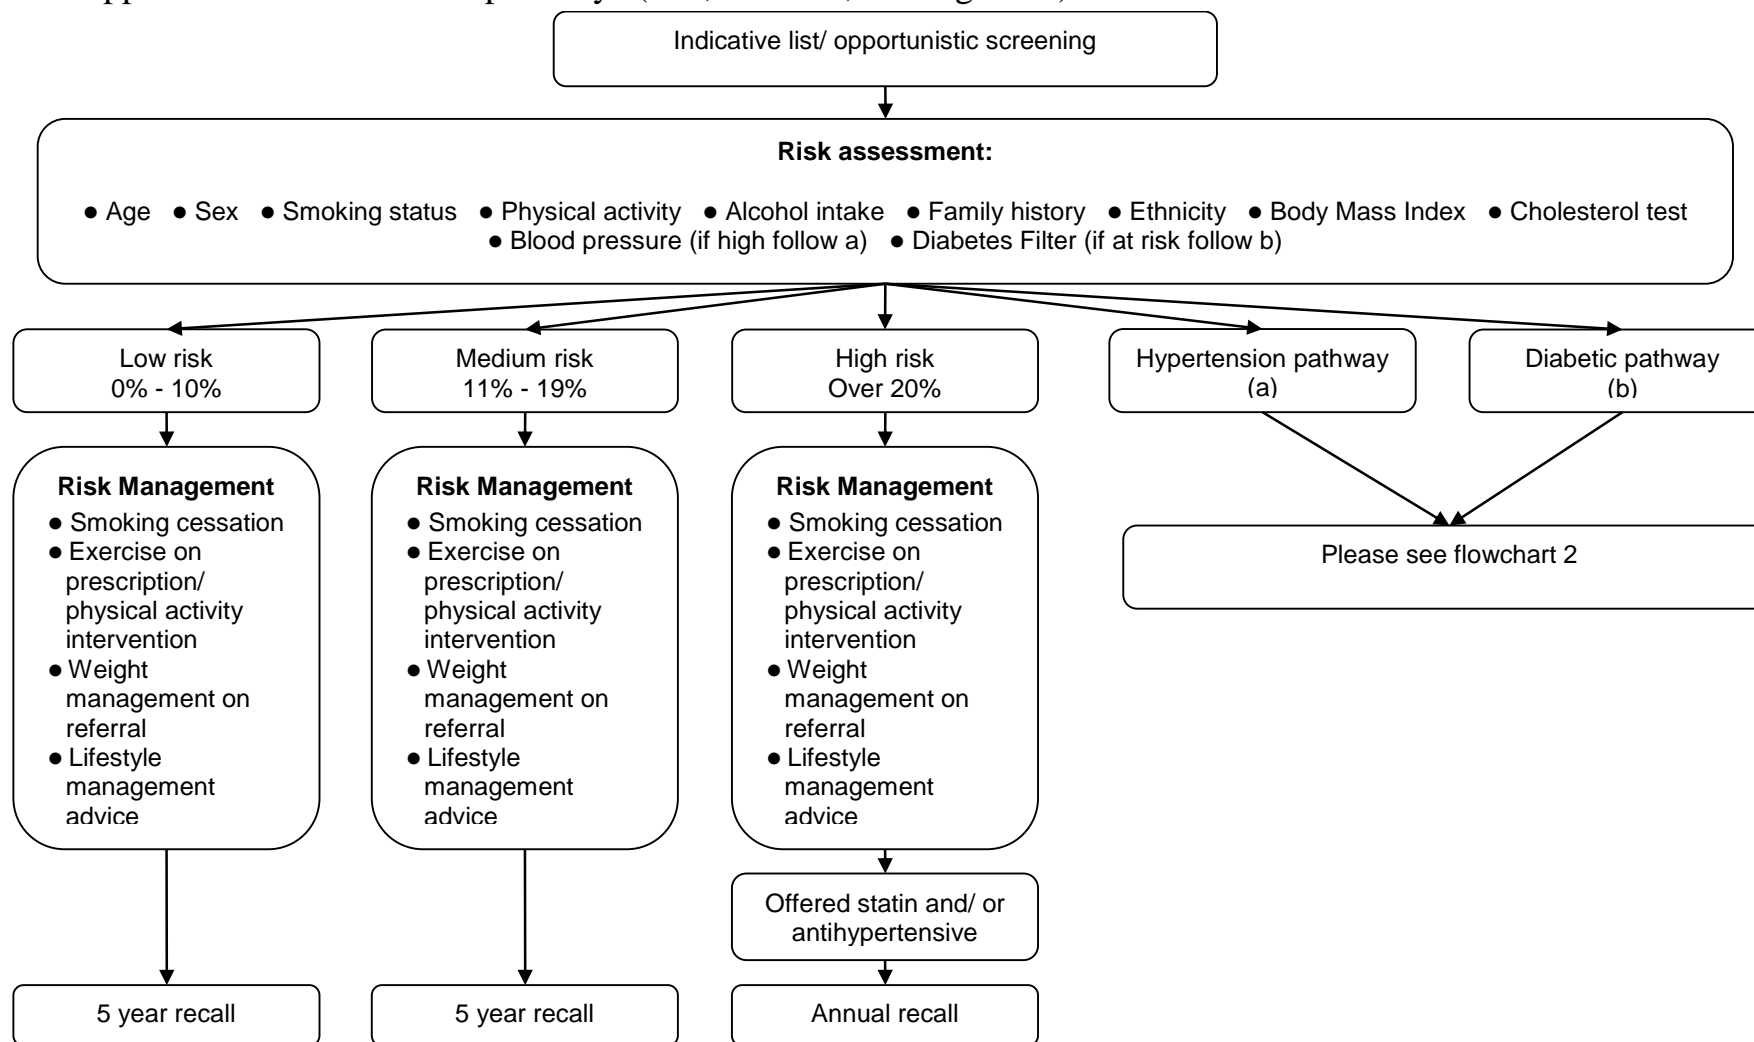 Indicative list/ opportunistic screening
Risk assessment:
● Age ● Sex ● Smoking status ● Physical activity ● Alcohol intake ● Family history ● Ethnicity ● Body Mass Index ● Cholesterol test
● Blood pressure (if high follow a) ● Diabetes Filter (if at risk follow b)
Low risk
0% - 10%
Medium risk
11% - 19%
High risk
Over 20%
Hypertension pathway
(a)
Diabetic pathway
(b)
Risk Management
● Smoking cessation
● Exercise on
prescription/
physical activity
intervention
● Weight
management on
referral
● Lifestyle
management
advice
Risk Management
● Smoking cessation
● Exercise on
prescription/
physical activity
intervention
● Weight
management on
referral
● Lifestyle
management
advice
Risk Management
● Smoking cessation
● Exercise on
prescription/
physical activity
intervention
● Weight
management on
referral
● Lifestyle
management
advice
Please see flowchart 2
Offered statin and/ or
antihypertensive
5 year recall
5 year recall
Annual recall